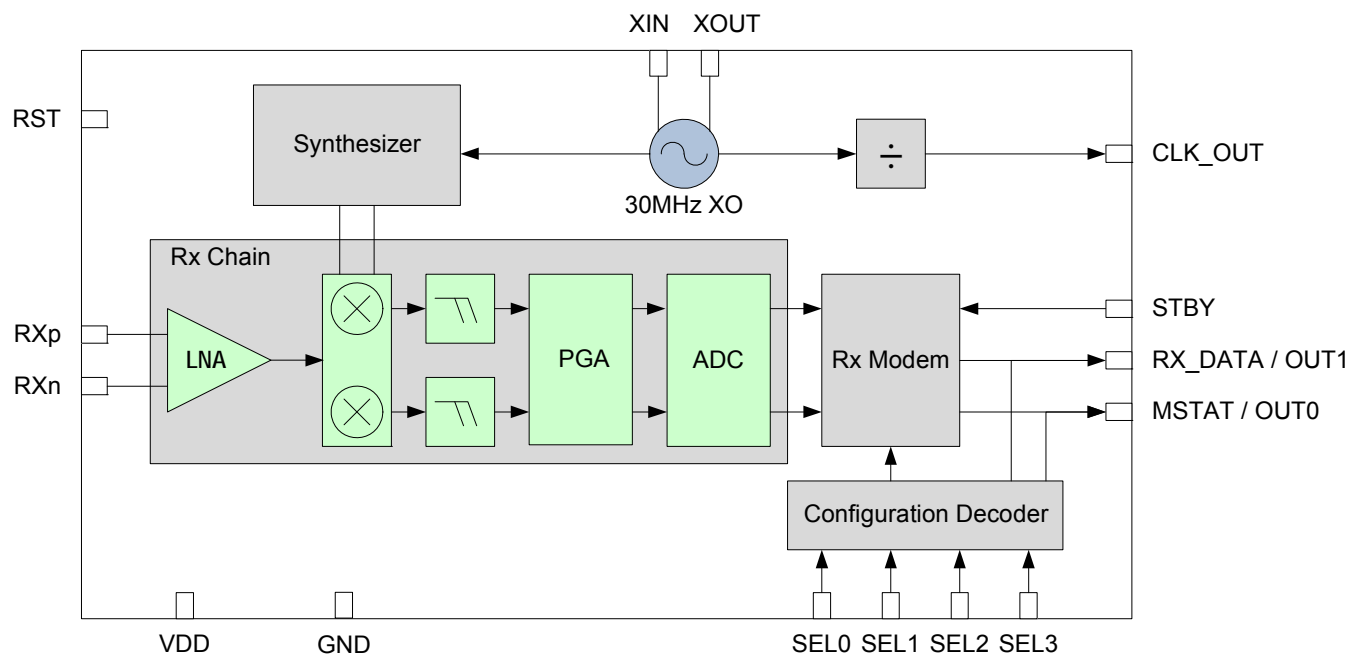 XIN XOUT
RST
Synthesizer
÷
CLK_OUT
30MHz XO
Rx Chain
RXp
RXn
LNA
PGA
ADC
Rx Modem
STBY
RX_DATA / OUT1
MSTAT / OUT0
Configuration Decoder
VDD
GND
SEL0 SEL1 SEL2 SEL3